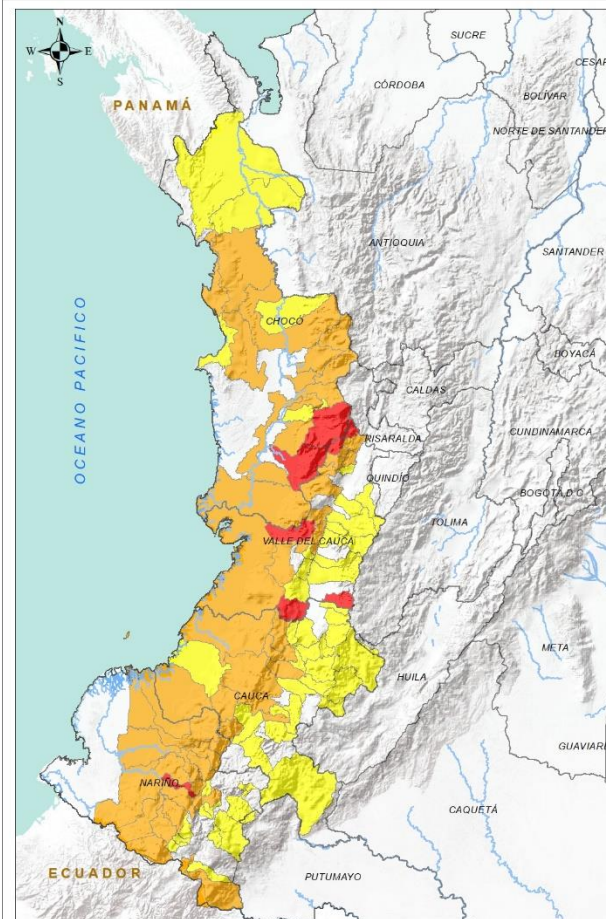 N
W E
S
SUCRE
CESAR
CÓRDOBA
BOLÍVAR
PANAMÁ
NORTE DE SANTANDER
ANTIOQUIA
SANTANDER
OCEANO PACIFICO
CHOCÓ
BOYACÁ
CALDAS
CUNDINAMARCA
RISARALDA
QUINDÍO
BOGOTÁ D.C
TOLIMA
VALLE DEL CAUCA
META
HUILA
CAUCA
GUAVIARE
NARIÑO
CAQUETÁ
ECUADOR
PUTUMAYO